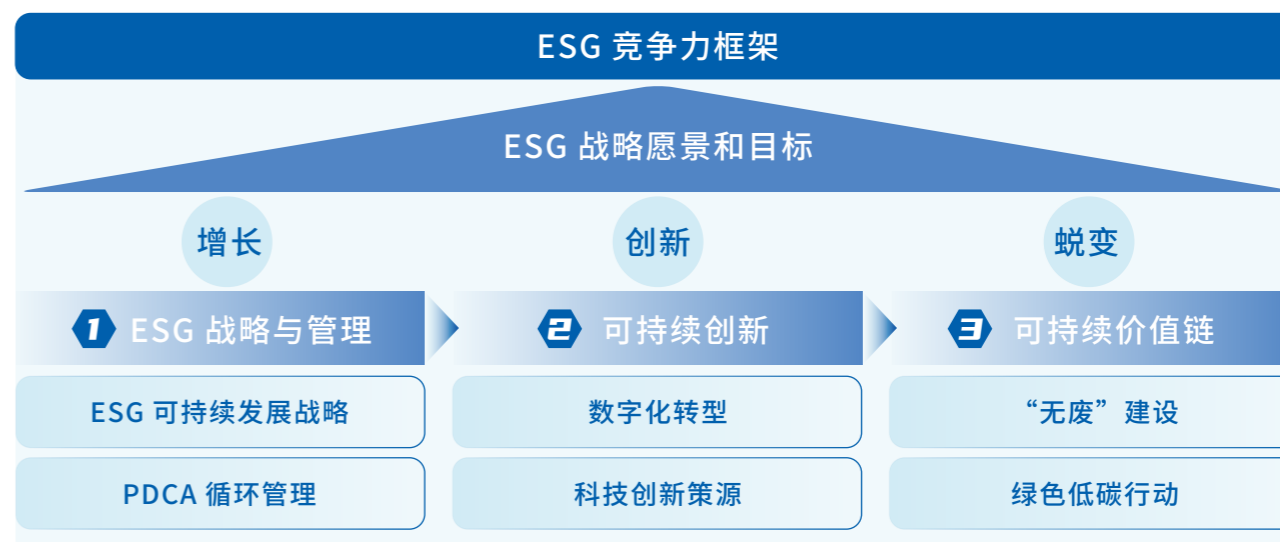 ESG 竞争力框架
ESG 战略愿景和目标
增长
创新
蜕变
1 ESG 战略与管理
2 可持续创新
3 可持续价值链
ESG 可持续发展战略
数字化转型
“无废”建设
PDCA 循环管理
科技创新策源
绿色低碳行动